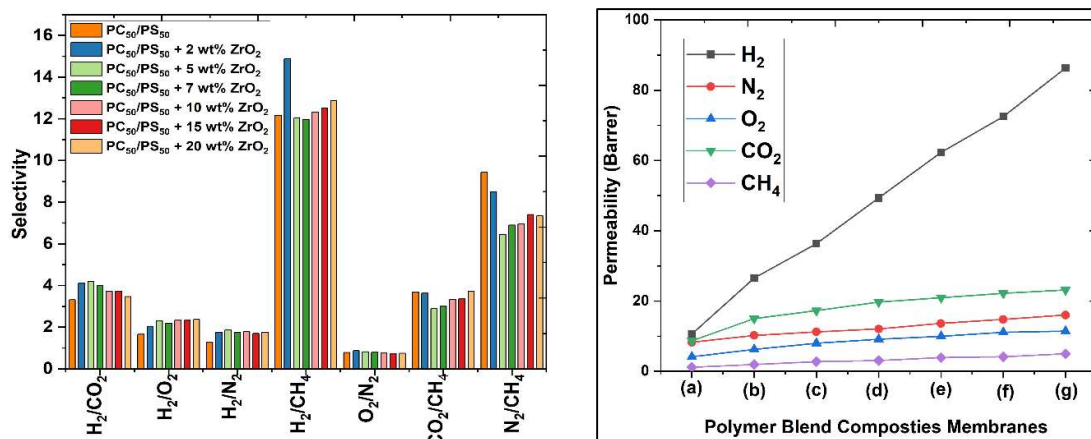 16
14
12
10
8
6
4
2
0
Selectivity
PC₅₀/PS₅₀
PC₅₀/PS₅₀ + 2 wt% ZrO₂
PC₅₀/PS₅₀ + 5 wt% ZrO₂
PC₅₀/PS₅₀ + 7 wt% ZrO₂
PC₅₀/PS₅₀ + 10 wt% ZrO₂
PC₅₀/PS₅₀ + 15 wt% ZrO₂
PC₅₀/PS₅₀ + 20 wt% ZrO₂
H₂/CO₂
H₂/O₂
H₂/N₂
H₂/CH₄
O₂/N₂
CO₂/CH₄
N₂/CH₄
100
80
60
40
20
0
Permeability (Barrer)
H₂
N₂
O₂
CO₂
CH₄
(a) (b) (c) (d) (e) (f) (g)
Polymer Blend Composties Membranes